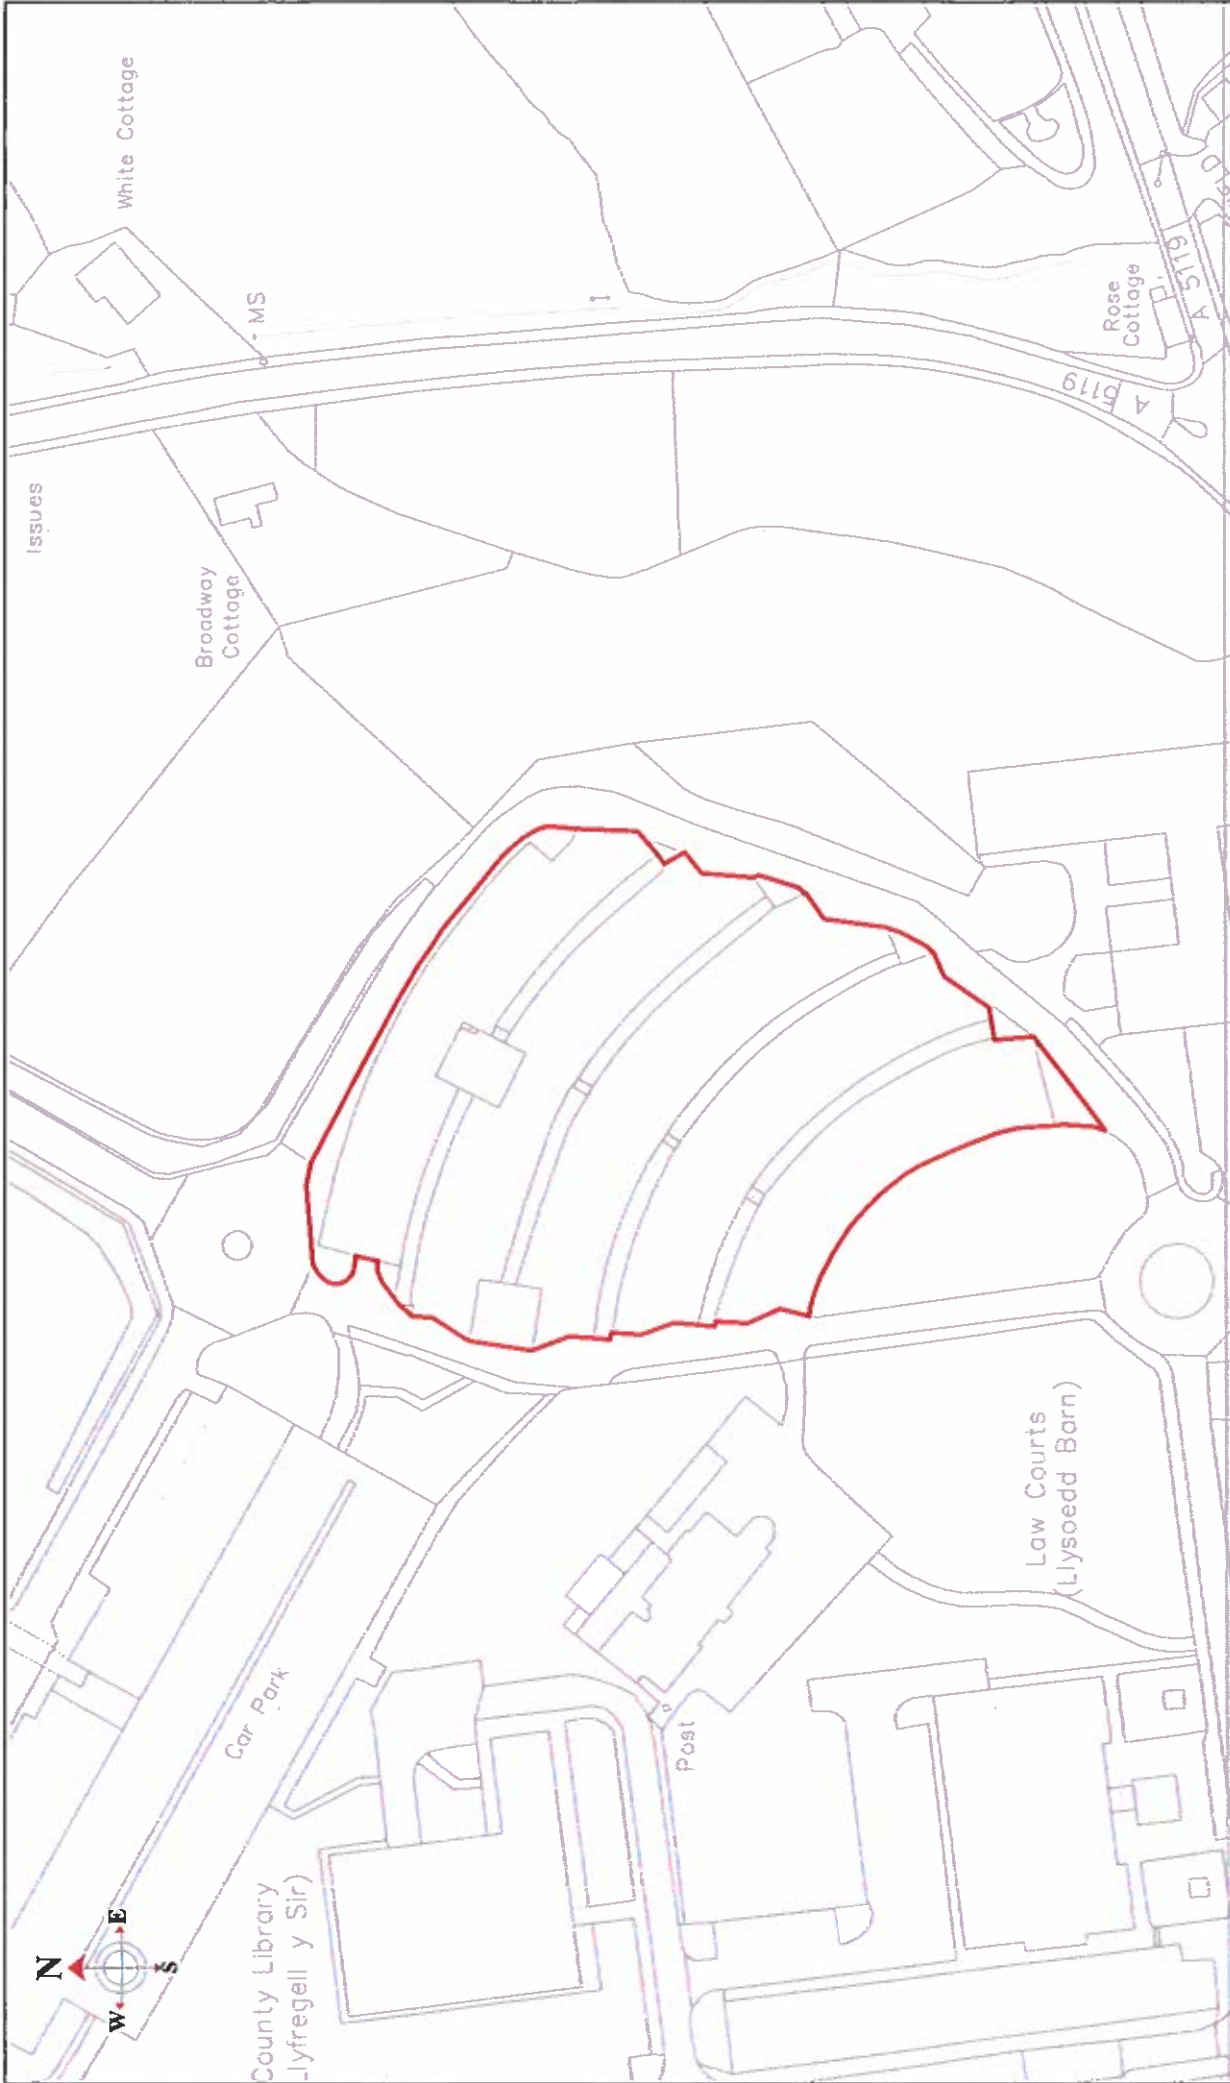 N
W
E
S
County Library
Llyfregell y Sir)
Car Park
Post
Law Courts
(Llysoedd Barn)
Broadway
Cottage
Issues
MS
White Cottage
Rose
Cottage
A 5119
A 5119